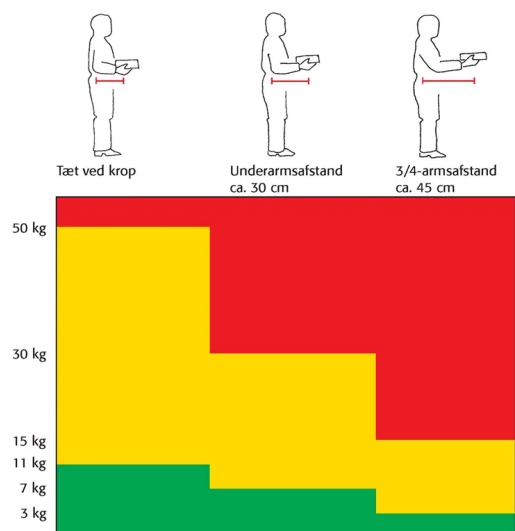 Tæt ved krop
Underarmsafstand
ca. 30 cm
3/4-armsafstand
ca. 45 cm
50 kg
30 kg
15 kg
11 kg
7 kg
3 kg